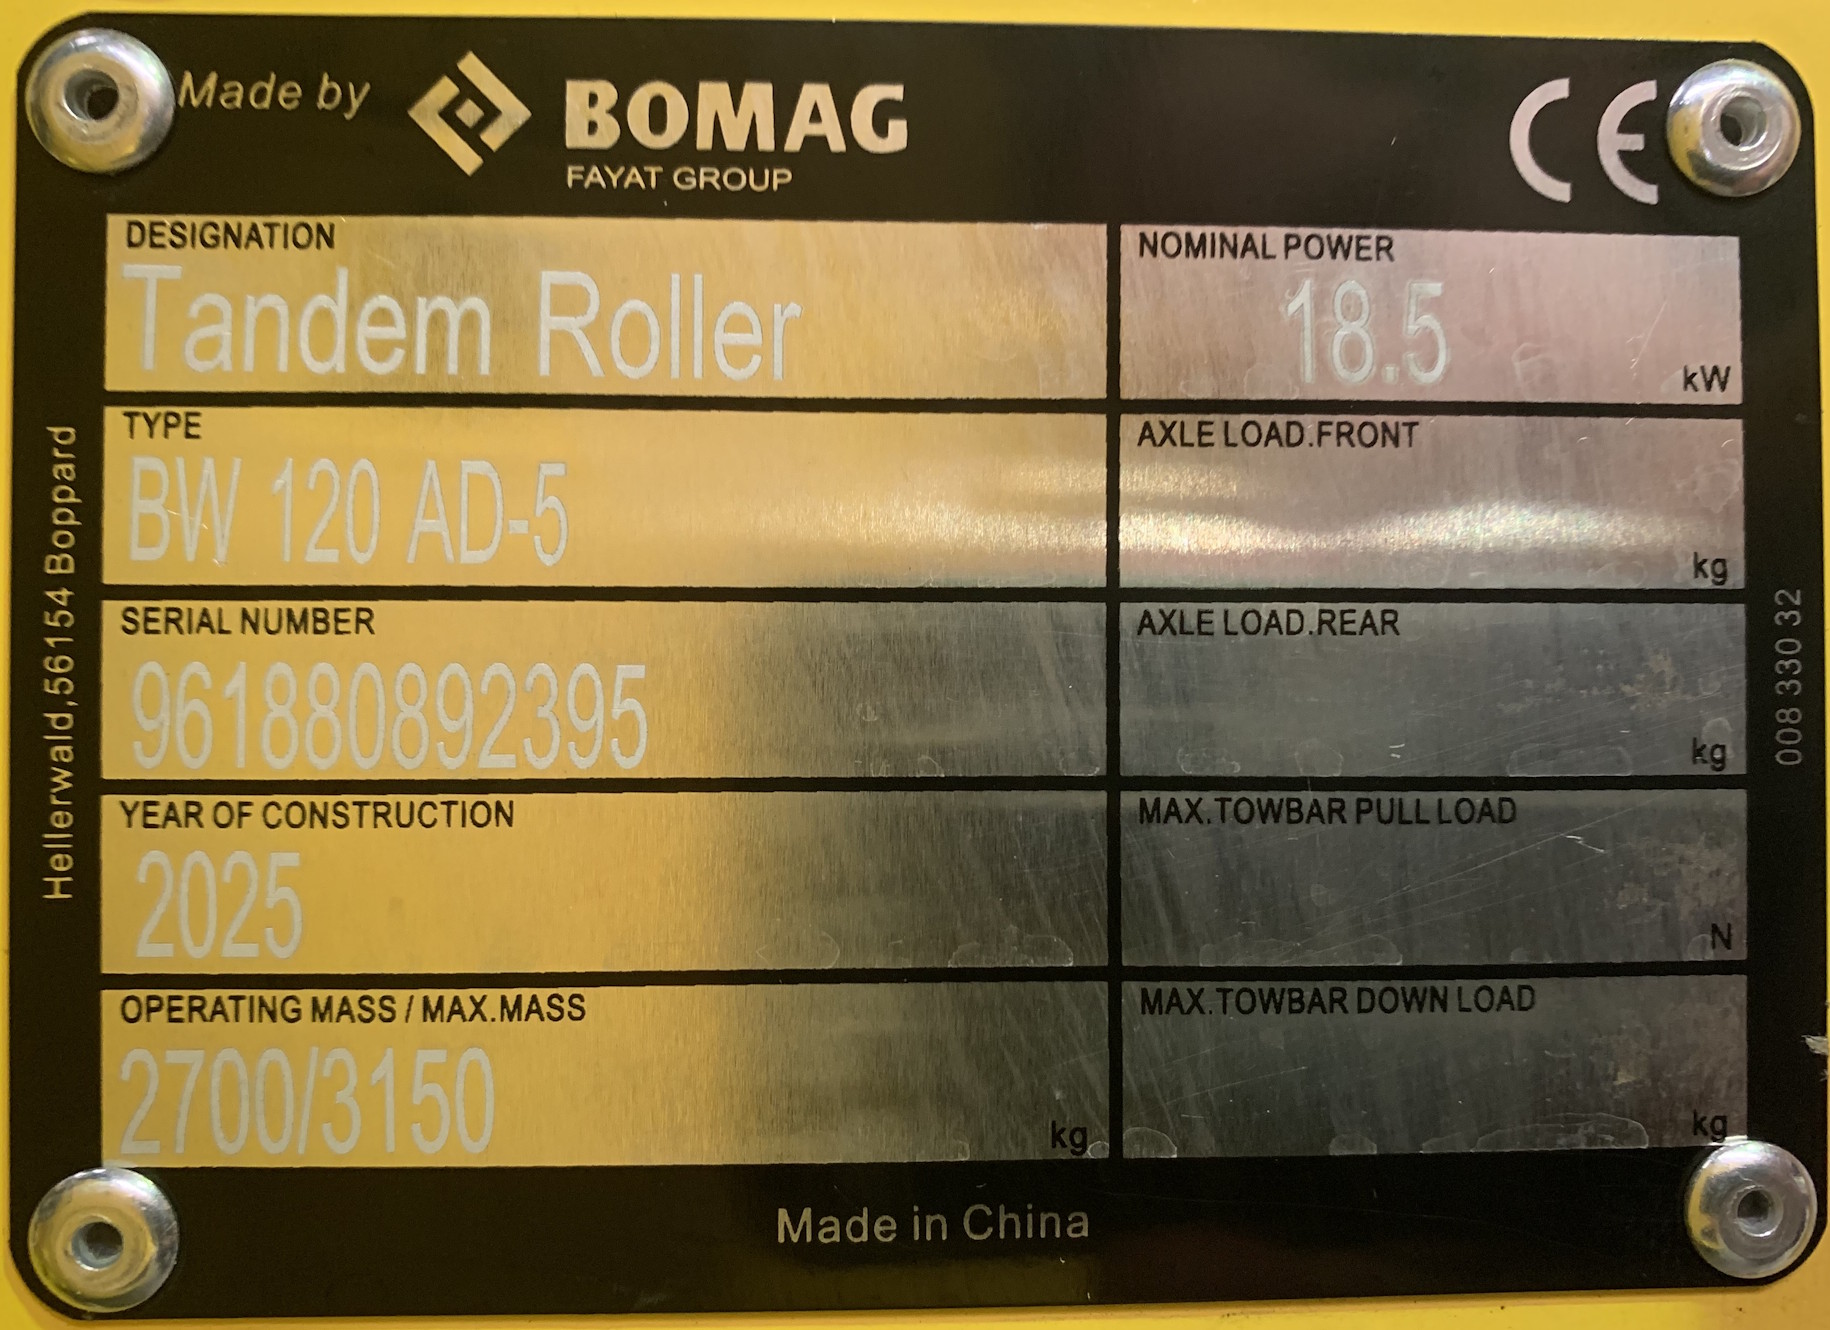 Made by BOMAG
FAYAT GROUP
CE
DESIGNATION
Tandem Roller
NOMINAL POWER
18.5
kW
TYPE
BW 120 AD-5
AXLE LOAD.FRONT
kg
SERIAL NUMBER
961880892395
AXLE LOAD.REAR
kg
YEAR OF CONSTRUCTION
2025
MAX.TOWBAR PULL LOAD
N
OPERATING MASS / MAX.MASS
2700/3150
kg
MAX.TOWBAR DOWN LOAD
kg
Made in China
Hellerwald,56154 Boppard
008 330 32